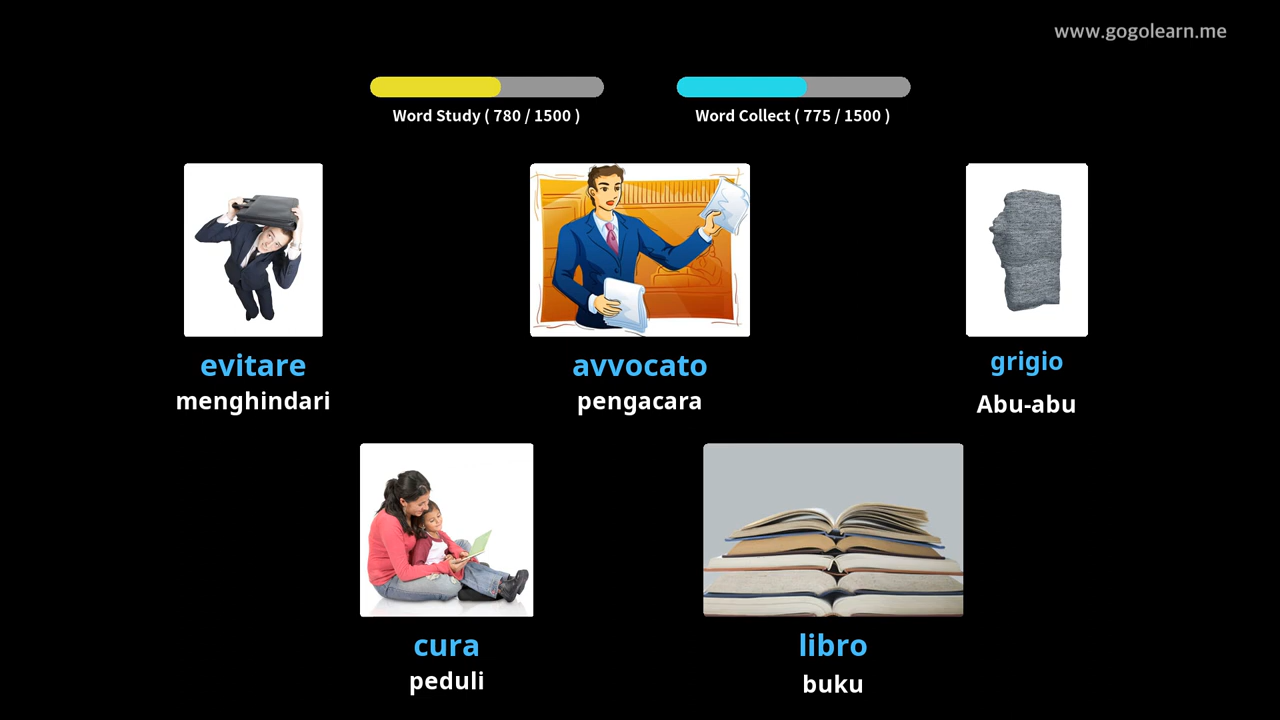 www.gogolearn.me
Word Study ( 780 / 1500 )
Word Collect ( 775 / 1500 )
evitare
menghindari
avvocato
pengacara
grigio
Abu-abu
cura
peduli
libro
buku